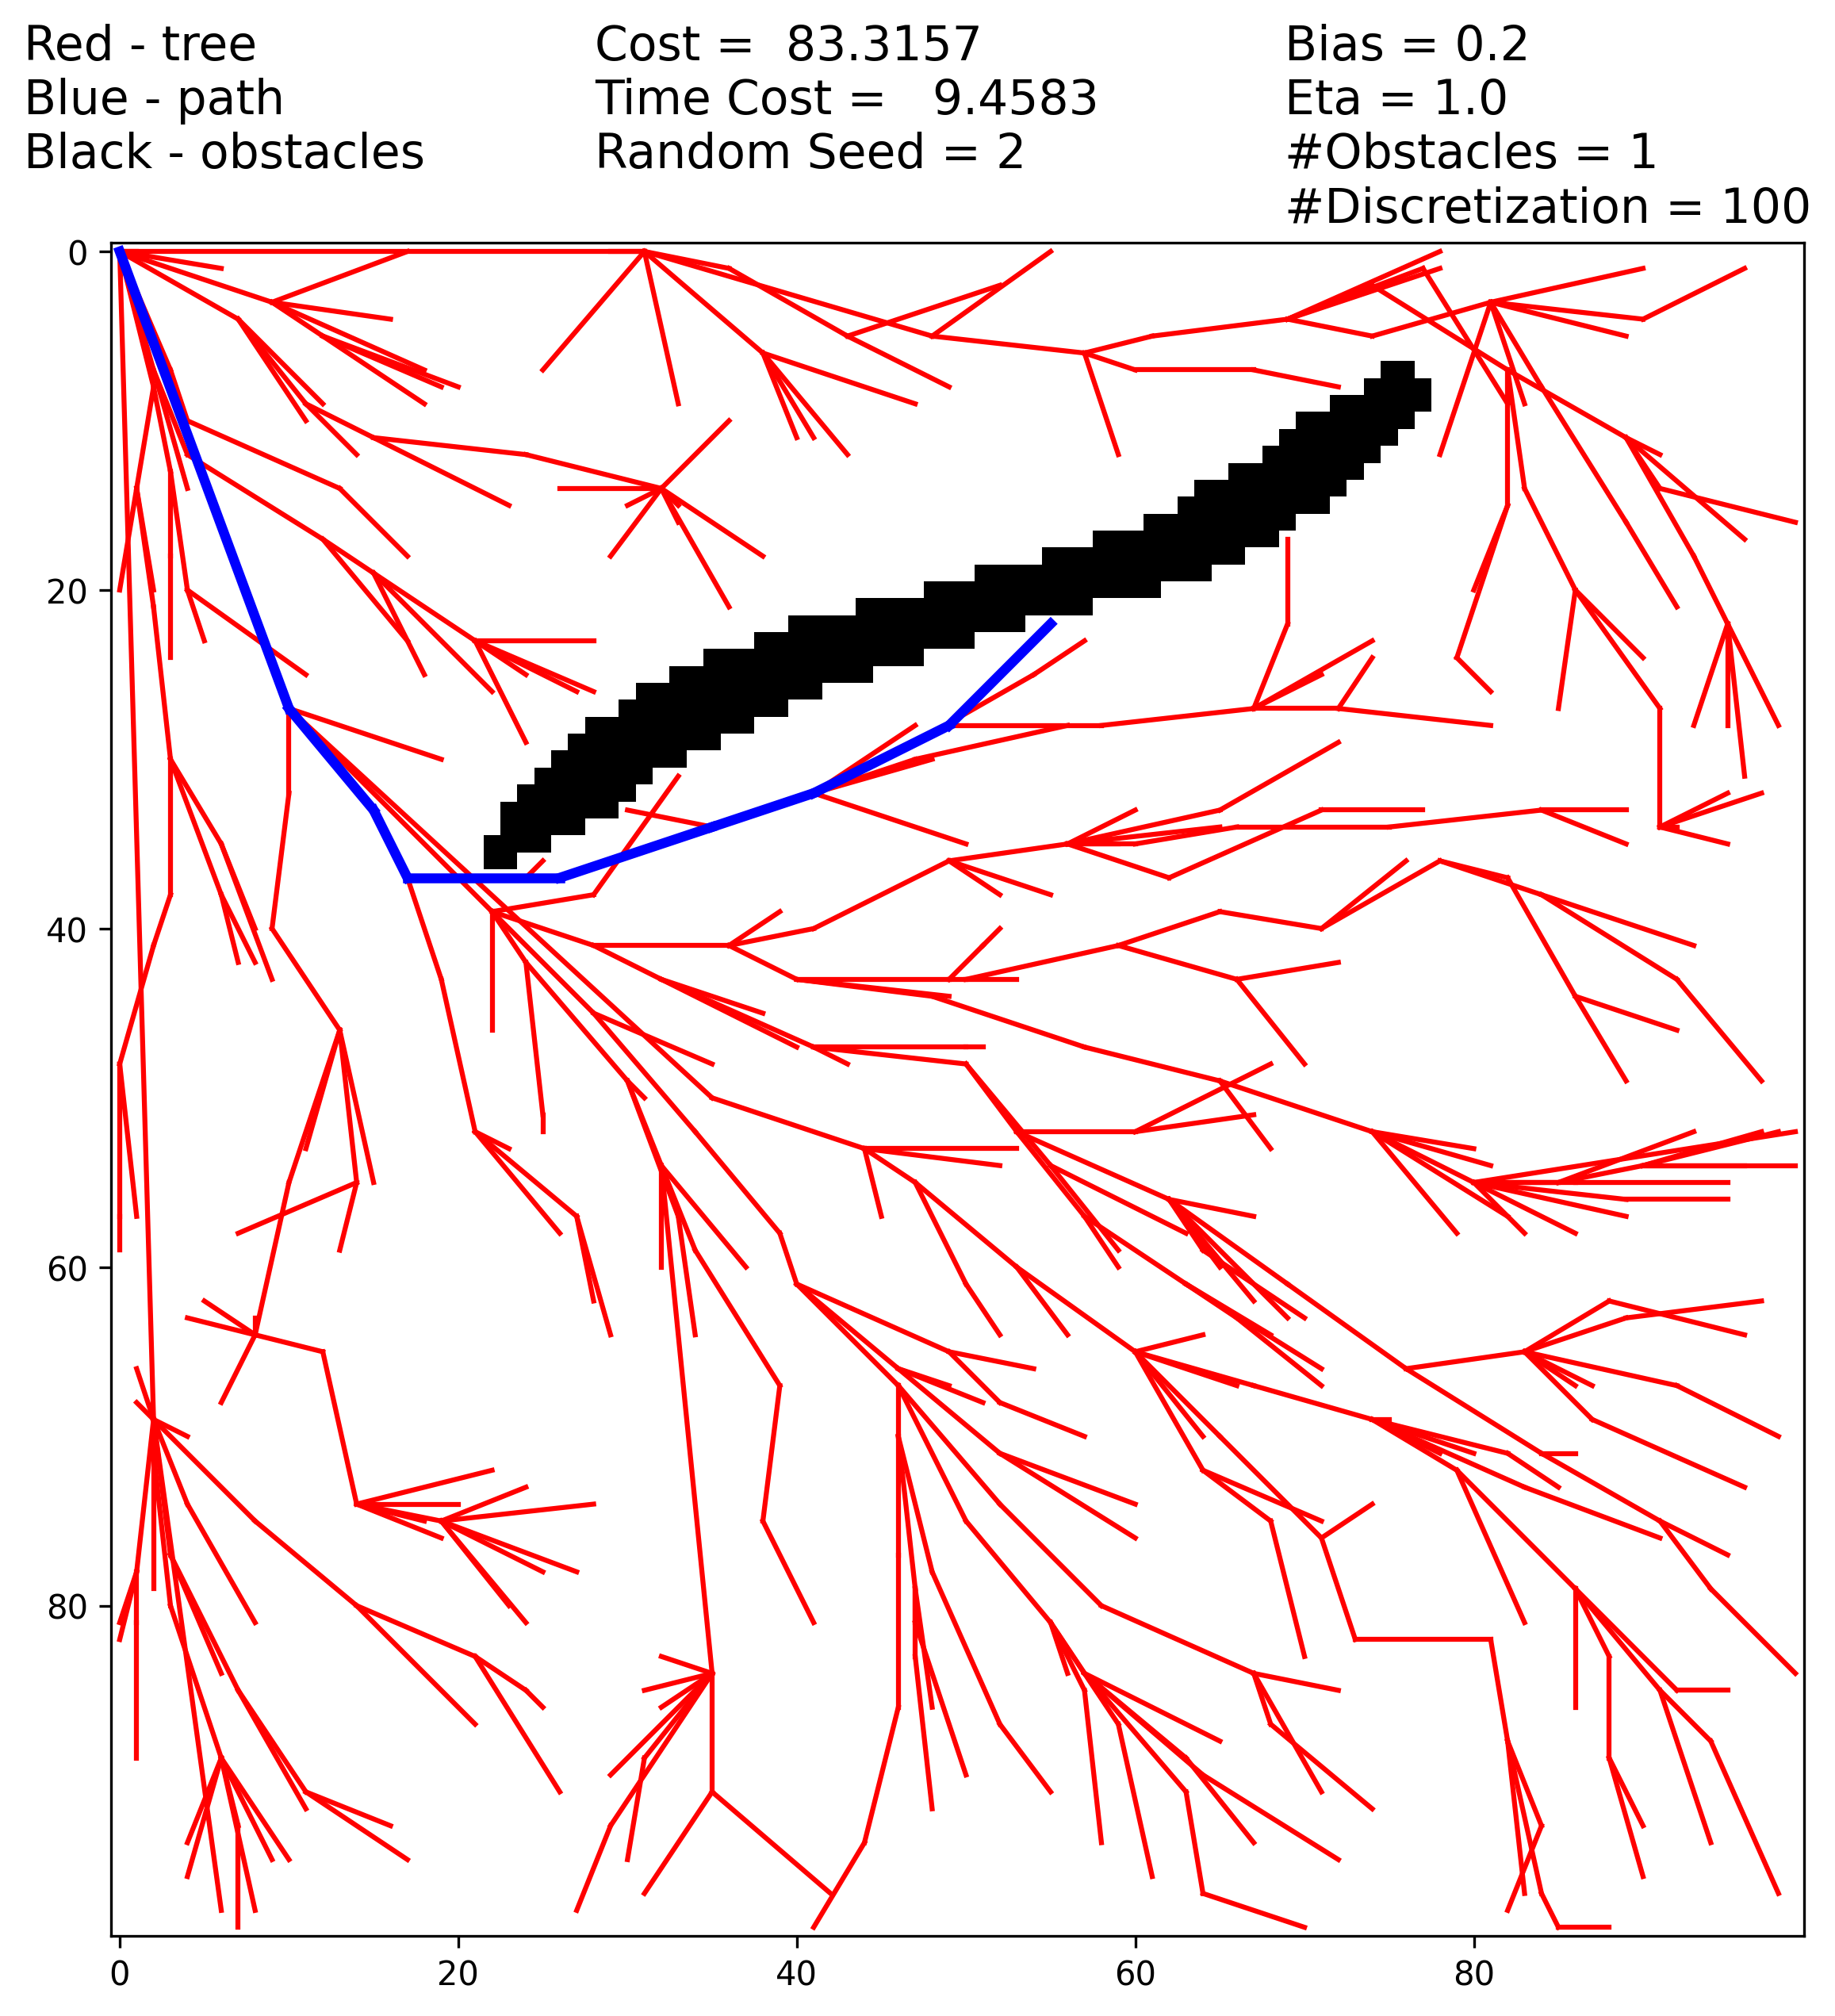 Red - tree
Blue - path
Black - obstacles
Cost = 83.3157
Time Cost = 9.4583
Random Seed = 2
Bias = 0.2
Eta = 1.0
#Obstacles = 1
#Discretization = 100
0
20
40
60
80
0 20 40 60 80